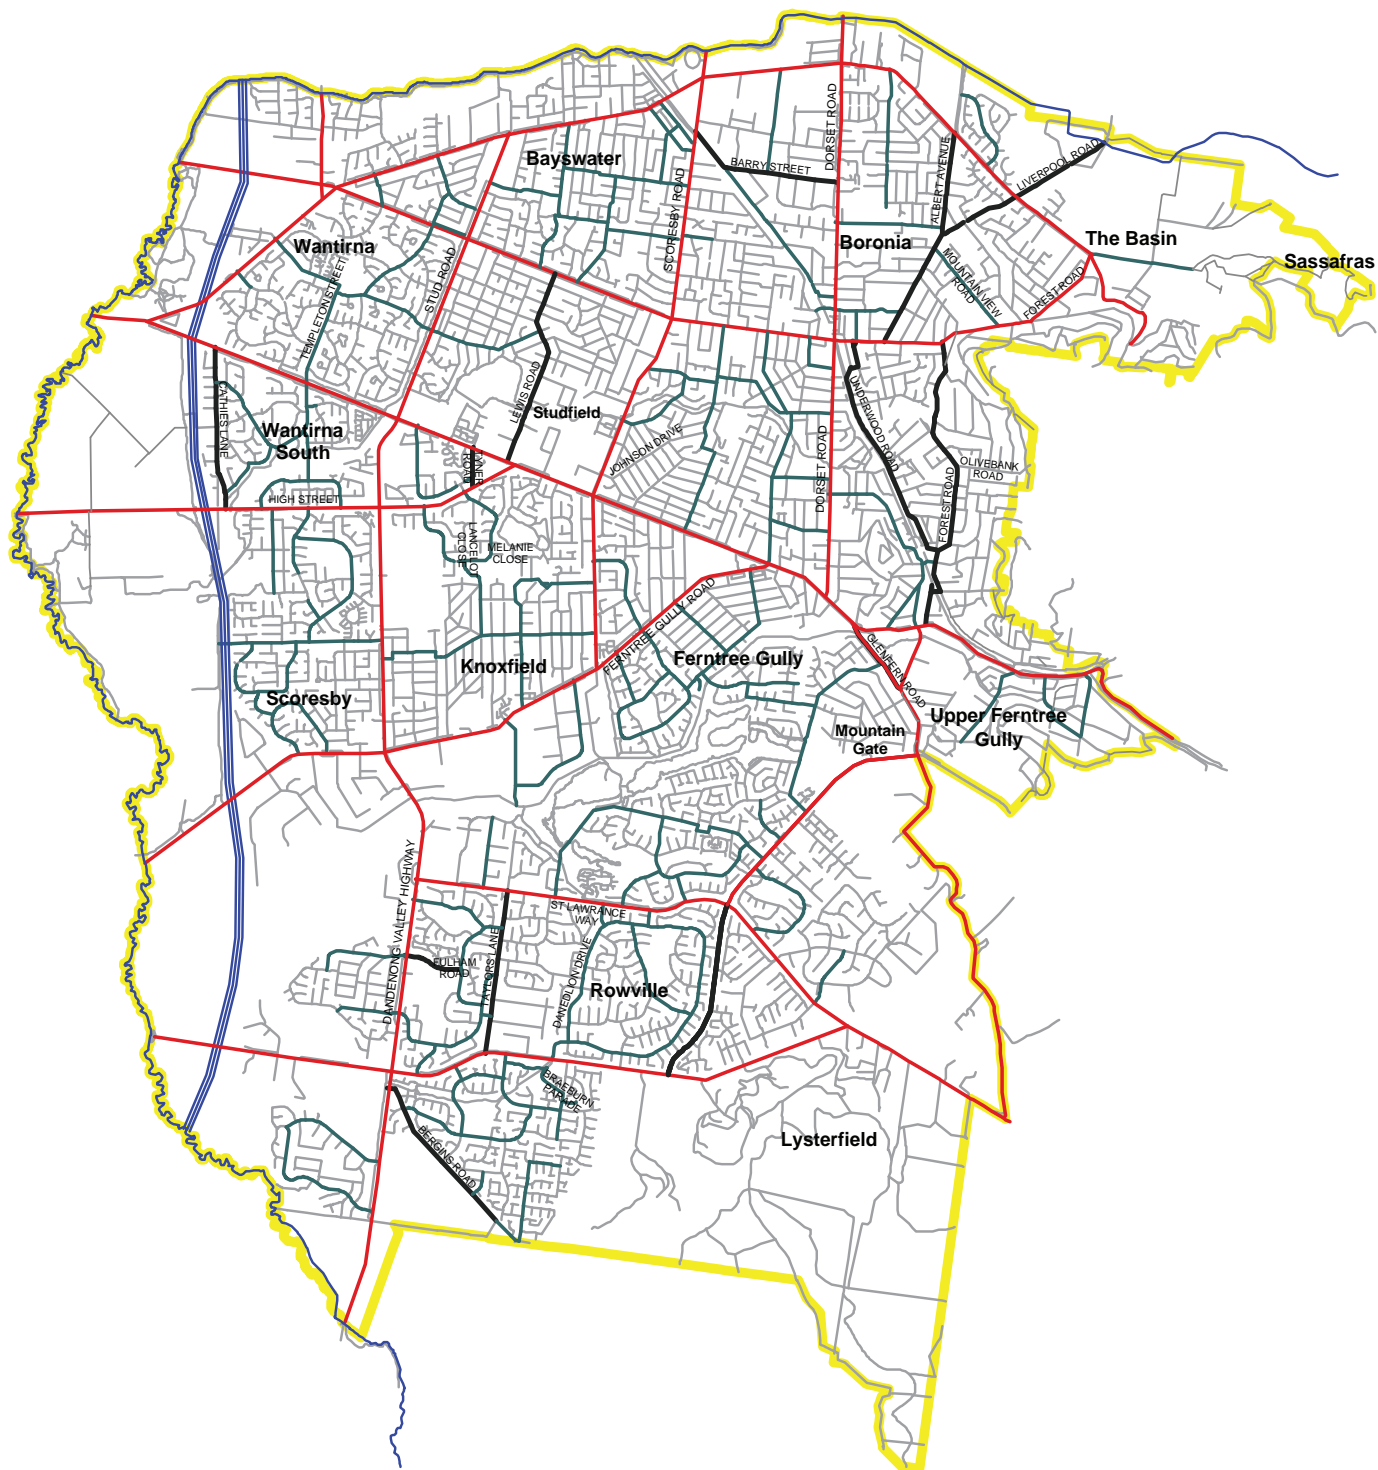 DORSET ROAD
Bayswater
BARRY STREET
ALBERT AVENUE
LIVERPOOL ROAD
SCORESBY ROAD
Wantirna
Boronia
The Basin
Sassafras
STUD ROAD
TEMPLETON STREET
MOUNTAIN VIEW
ROAD
FOREST ROAD
CATHIES LANE
LEWIS ROAD
Studfield
UNDERWOOD ROAD
Wantirna
South
JOHNSON DRIVE
TYNER
ROAD
DORSET ROAD
OLIVEBANK
ROAD
HIGH STREET
FOREST ROAD
LANCELOT
CLOSE
MELANIE
CLOSE
FERNTREE GULLY ROAD
Knoxfield
Ferntree Gully
GLENFERN ROAD
Scoresby
Mountain
Gate
Upper Ferntree
Gully
DANDENONG VALLEY HIGHWAY
ST LAWRANCE
WAY
TAYLORS LANE
FULHAM
ROAD
DANEDLION DRIVE
Rowville
BRAEBURN
PARADE
BERGINS ROAD
Lysterfield